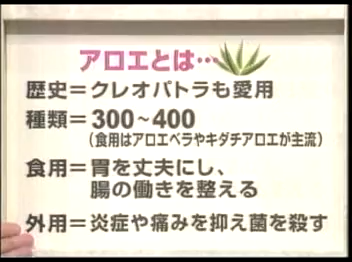 アロエとは…
歴史＝クレオパトラも愛用
種類＝300~400
(食用はアロエベラやキダチアロエが主流)
食用＝胃を丈夫にし、
腸の働きを整える
外用＝炎症や痛みを抑え菌を殺す